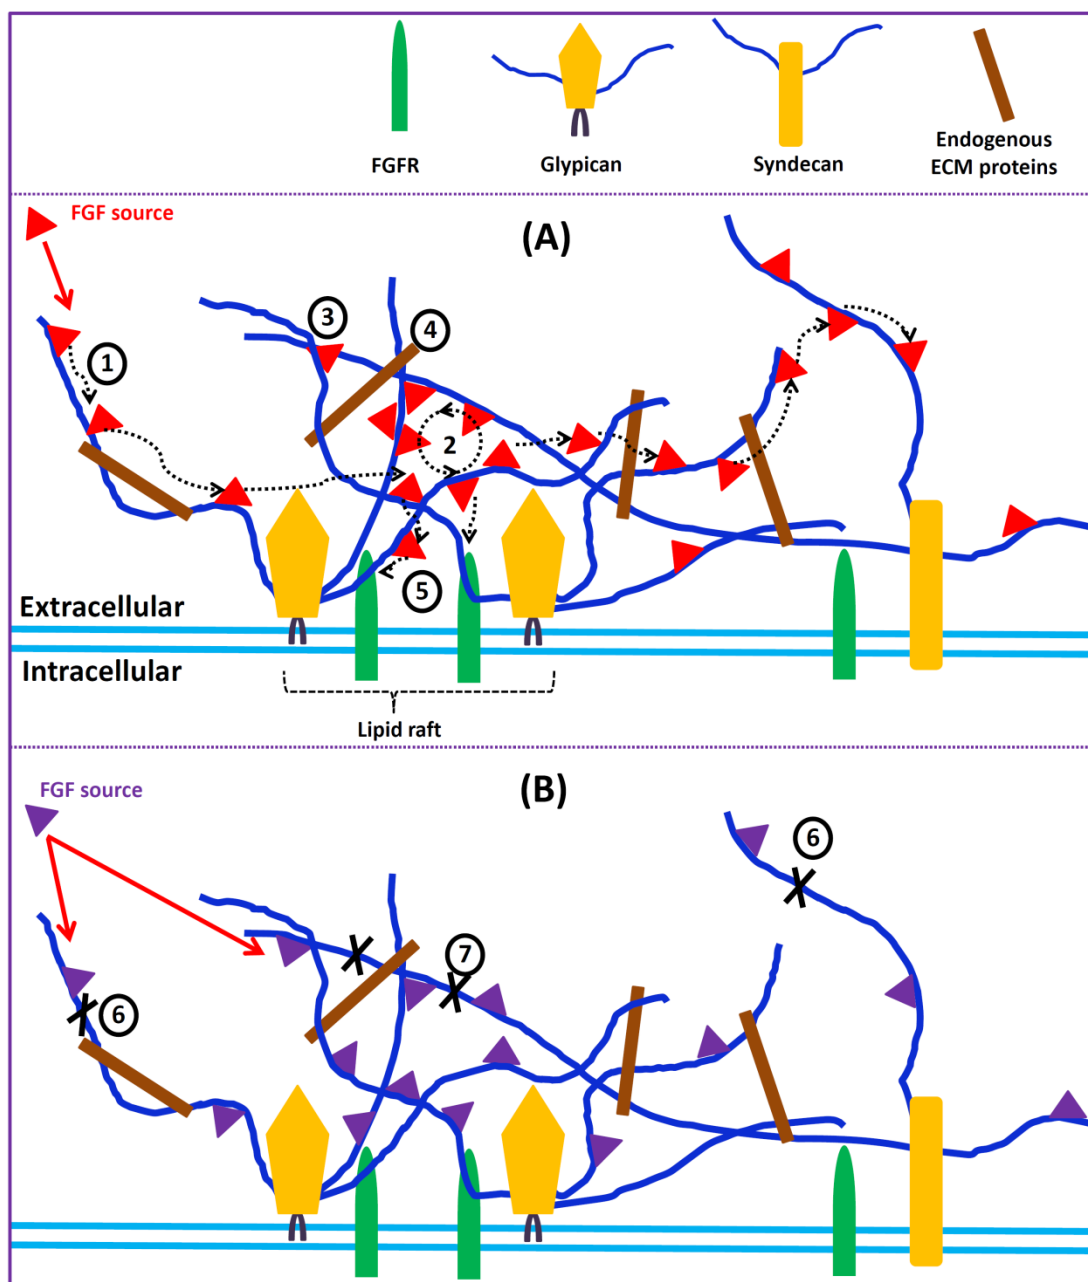 FGFR
Glypican
Syndecan
Endogenous
ECM proteins
FGF source
(A)
1
2
3
4
5
Extracellular
Intracellular
Lipid raft
FGF source
(B)
6
6
7